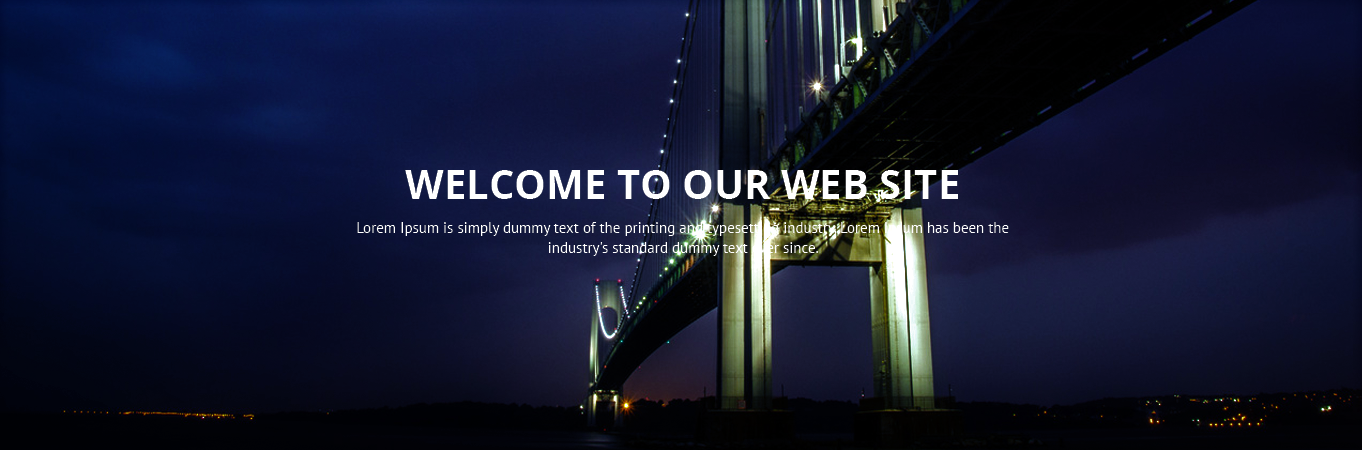 WELCOME TO OUR WEB SITE
Lorem Ipsum is simply dummy text of the printing and typesetting industry. Lorem Ipsum has been the
industry's standard dummy text ever since.